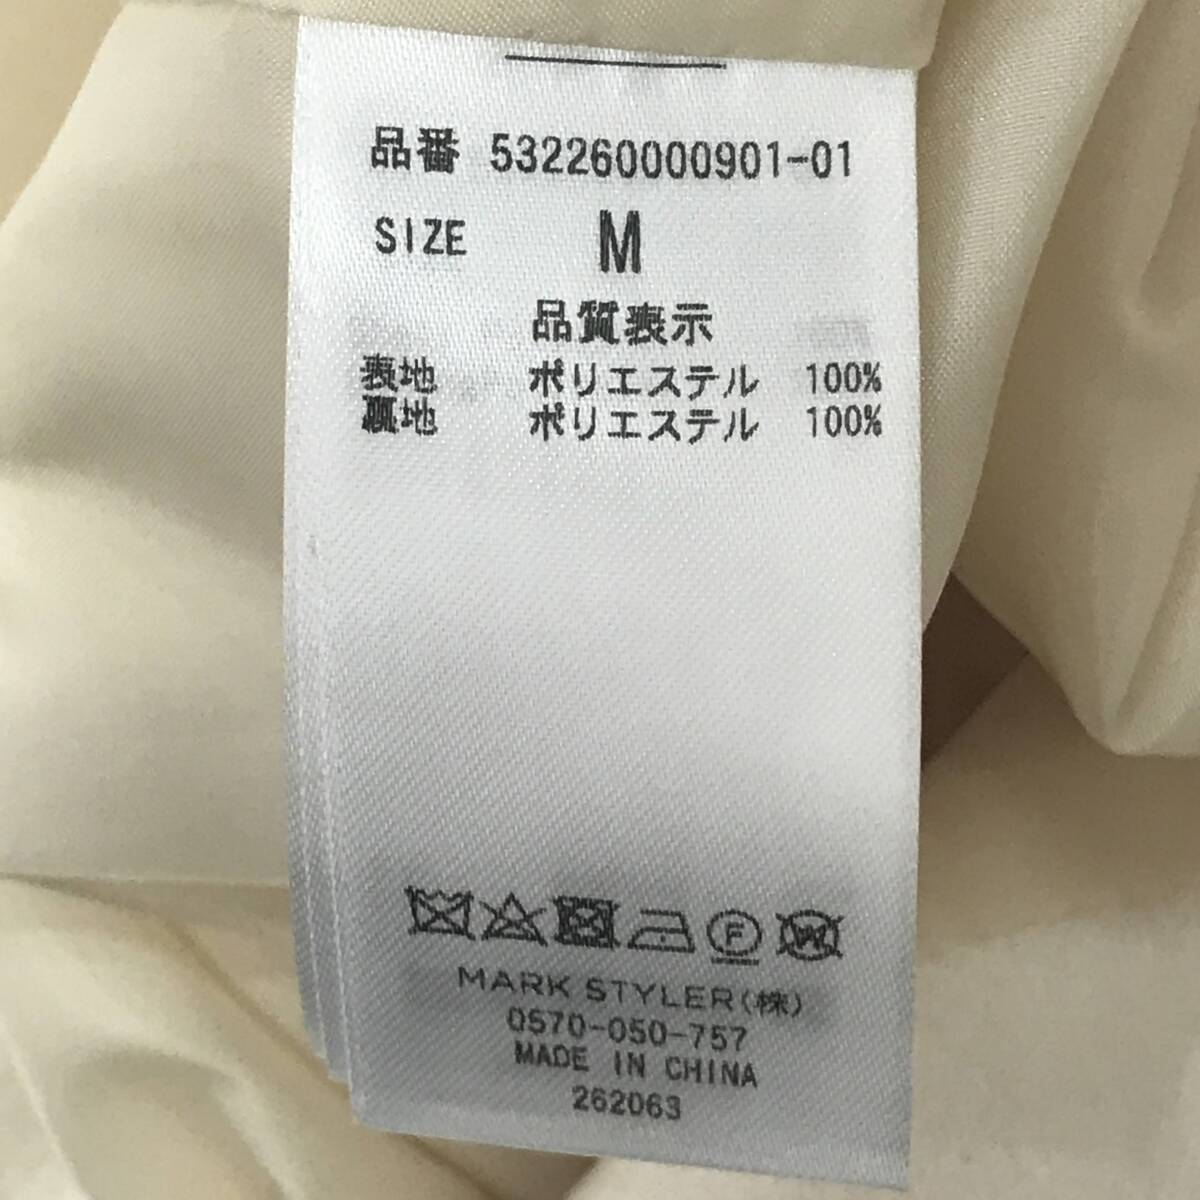 品番 532260000901-01
SIZE M
品質表示
表地 ポリエステル 100%
裏地 ポリエステル 100%
F W
MARK STYLER(株)
0570-050-757
MADE IN CHINA
262063